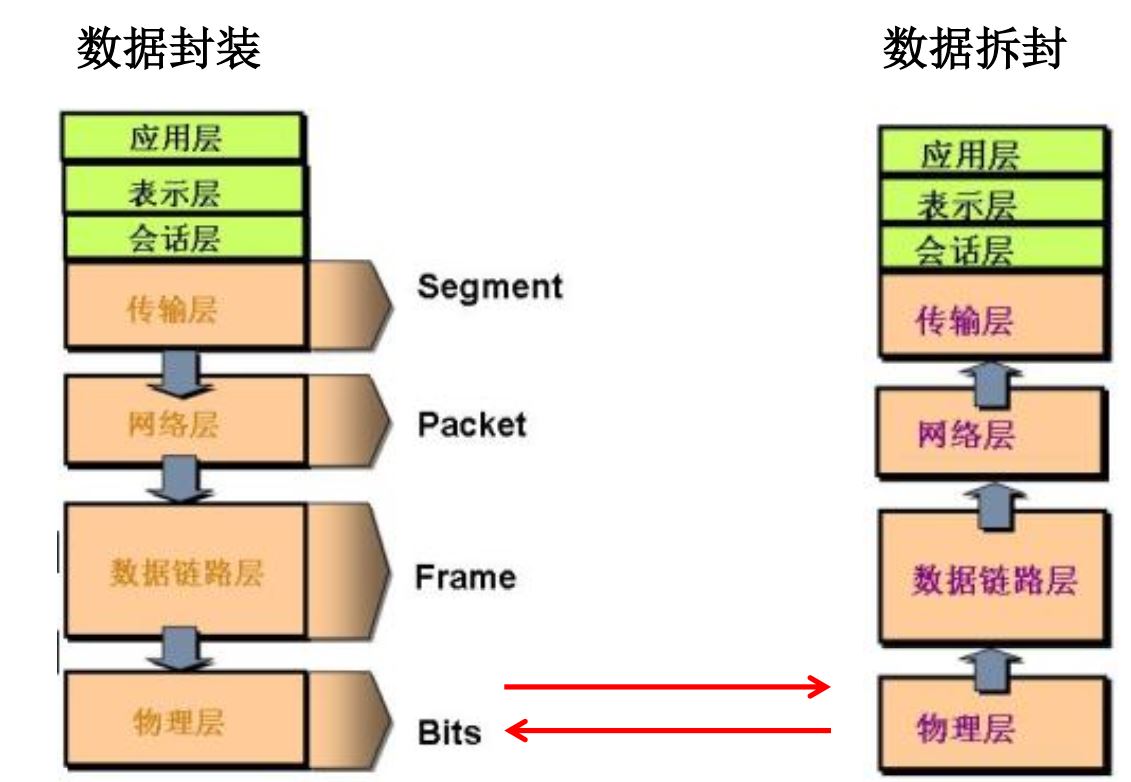 数据封装
数据拆封
应用层
表示层
会话层
传输层
Segment
网络层
Packet
数据链路层
Frame
物理层
Bits
应用层
表示层
会话层
传输层
网络层
数据链路层
物理层